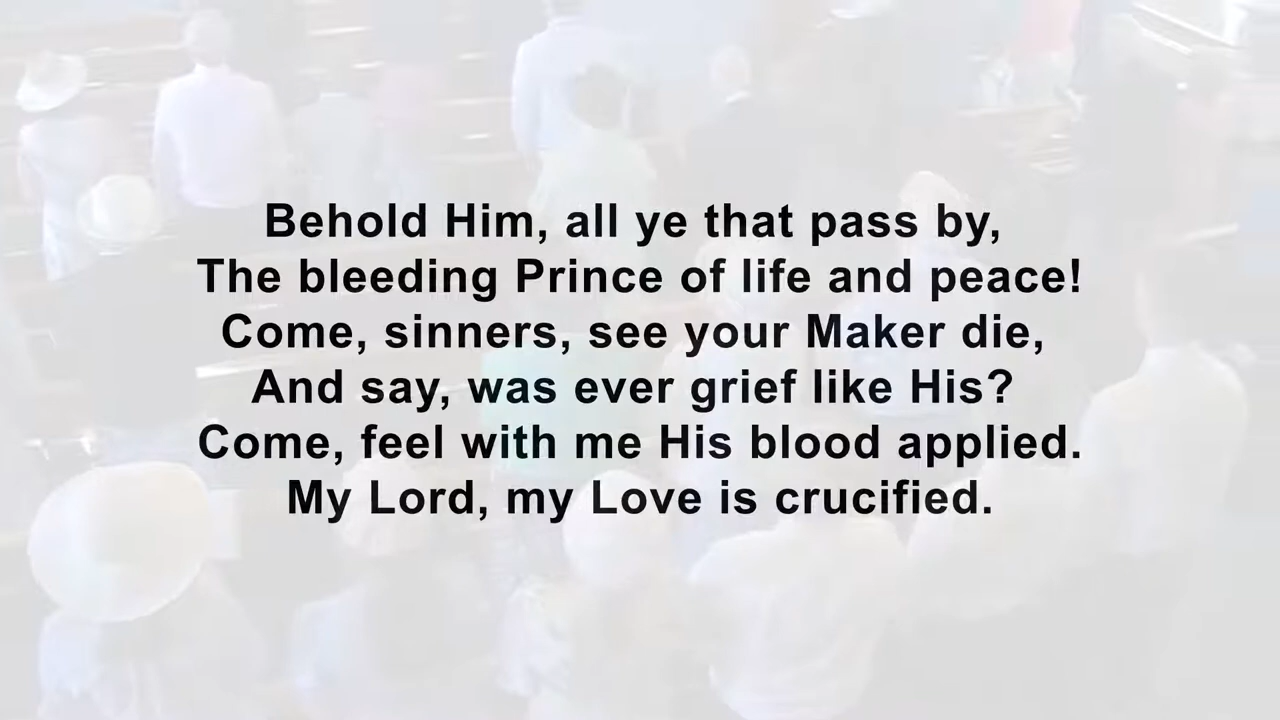 Behold Him, all ye that pass by,
The bleeding Prince of life and peace!
Come, sinners, see your Maker die,
And say, was ever grief like His?
Come, feel with me His blood applied.
My Lord, my Love is crucified.